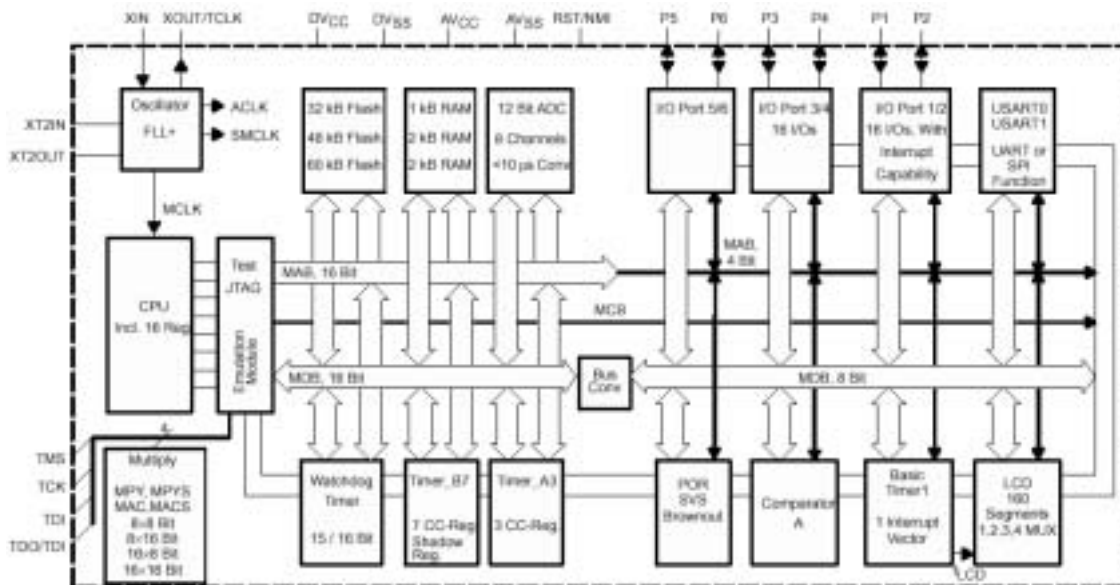 XIN
XOUT/TCLK
DVCC
DVSS
AVCC
AVSS
RST/NMI
P5
P6
P3
P4
P1
P2
XT2IN
XT2OUT
Oscillator
FLL+
ACLK
SMCLK
MCLK
32 kB Flash
48 kB Flash
60 kB Flash
1 kB RAM
2 kB RAM
2 kB RAM
12 Bit ADC
8 Channels
<10 µs Conv
I/O Port 5/6
I/O Port 3/4
16 I/Os
I/O Port 1/2
16 I/Os, With
Interrupt
Capability
USART0
USART1
UART or
SPI
Function
CPU
Incl. 16 Reg
Test
JTAG
Emulation
Module
MAB, 16 Bit
MAB,
4 Bit
MCB
MDB, 16 Bit
Bus
Conv
MDB, 8 Bit
TMS
TCK
TDI
TDO/TDI
4
Multiply
MPY, MPYS
MAC,MACS
8×8 Bit
8×16 Bit
16×8 Bit
16×16 Bit
Watchdog
Timer
15 / 16 Bit
Timer_B7
7 CC-Reg.
Shadow
Reg.
Timer_A3
3 CC-Reg.
POR
SVS
Brownout
Comparator
A
Basic
Timer1
1 Interrupt
Vector
LCD
160
Segments
1,2,3,4 MUX
fLCD